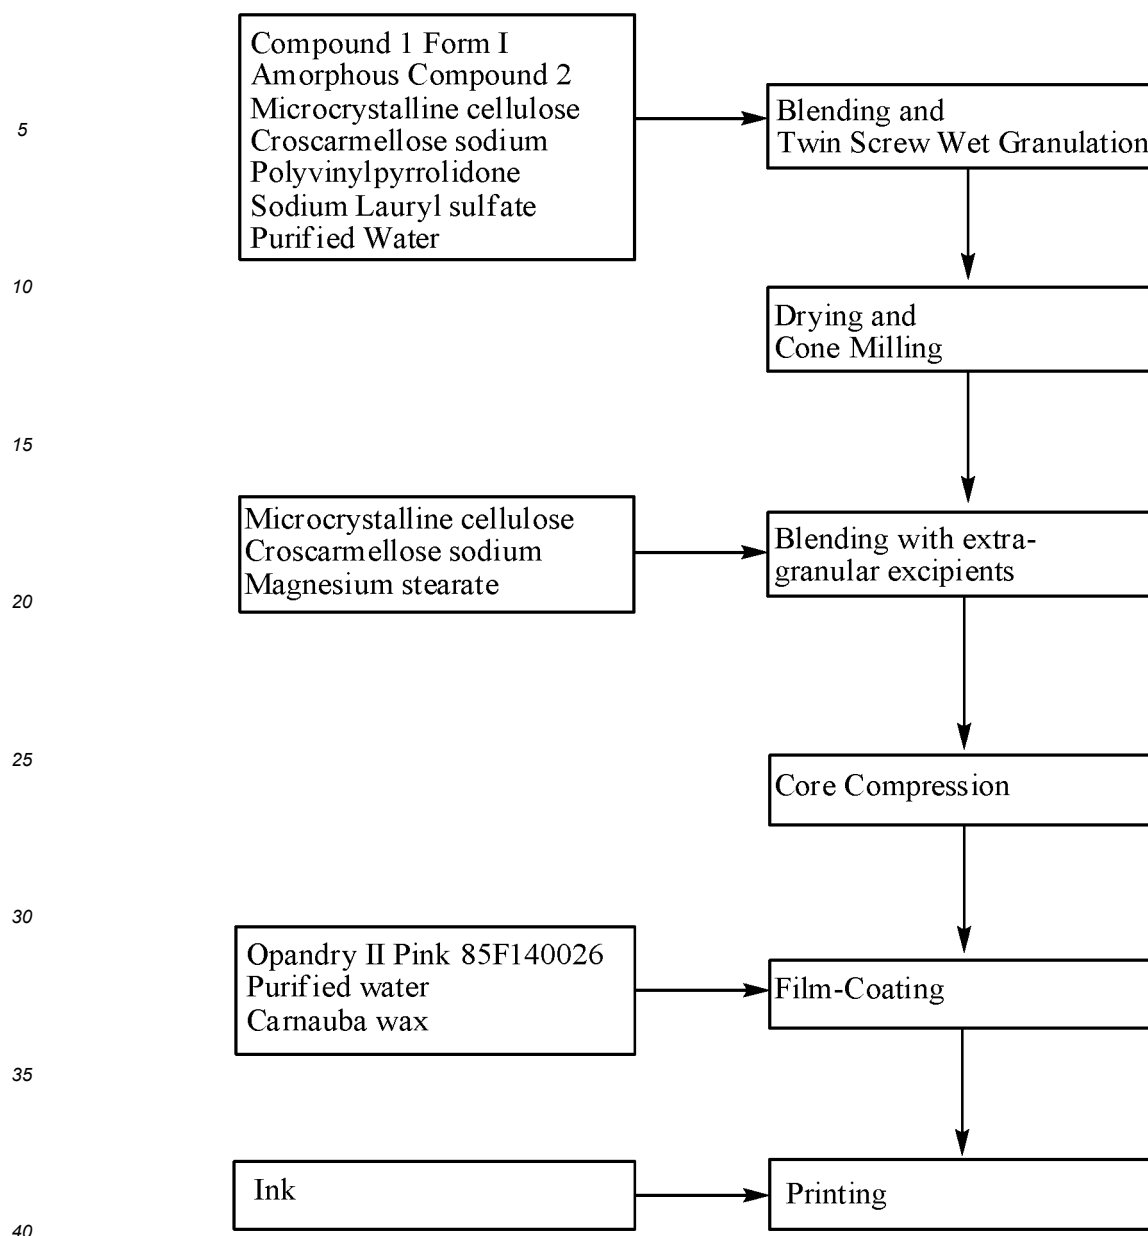 Compound 1 Form I
Amorphous Compound 2
Microcrystalline cellulose
Croscarmellose sodium
Polyvinylpyrrolidone
Sodium Lauryl sulfate
Purified Water
Blending and
Twin Screw Wet Granulation
5
10
Drying and
Cone Milling
15
Microcrystalline cellulose
Croscarmellose sodium
Magnesium stearate
Blending with extra-
granular excipients
20
25
Core Compression
30
Opandry II Pink 85F140026
Purified water
Carnauba wax
Film-Coating
35
Ink
Printing
40